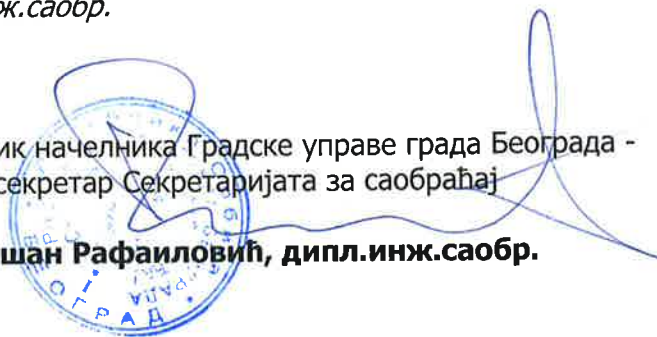 ж.саобр.
ик начелника Градске управе града Београда -
секретар Секретаријата за саобраћај
шан Рафаиловић, дипл.инж.саобр.